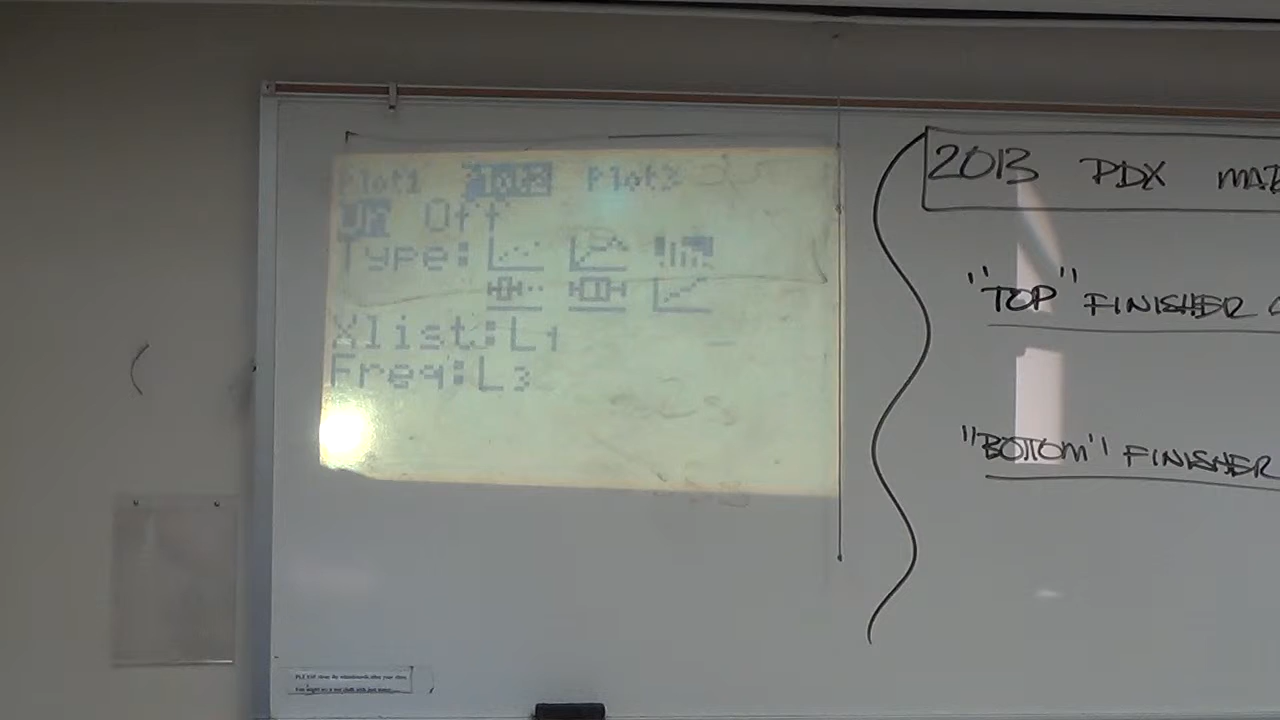 Plot1 Plot2 Plot3
On Off
Type:
Xlist:L1
Freq:L3
2013 PDX
"TOP" FINISHER
"BOTTOM" FINISHER